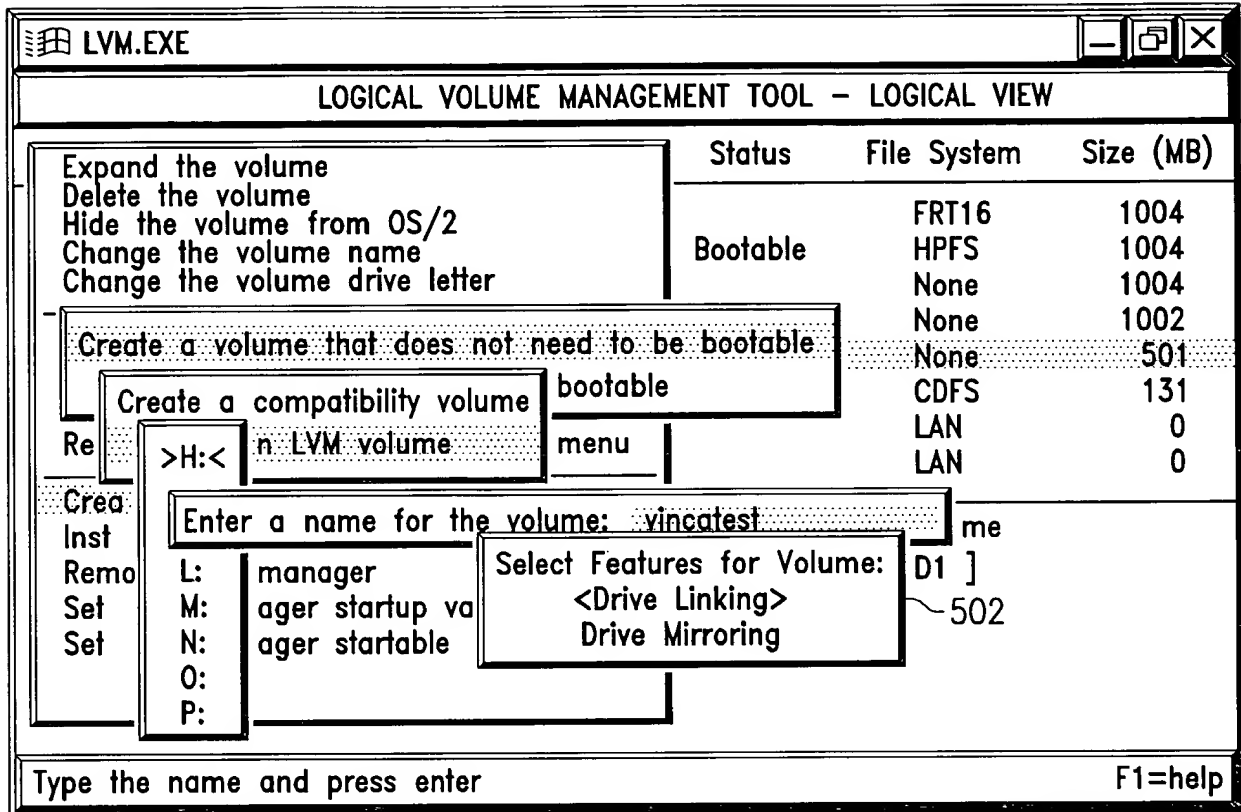 LVM.EXE
LOGICAL VOLUME MANAGEMENT TOOL – LOGICAL VIEW
Status File System Size (MB)
Expand the volume
Delete the volume
Hide the volume from OS/2
Change the volume name
Change the volume drive letter
FRT16 1004
Bootable HPFS 1004
None 1004
None 1002
None 501
CDFS 131
LAN 0
LAN 0
Create a volume that does not need to be bootable
bootable
Create a compatibility volume
n LVM volume
Re menu
>H:<
Crea
Enter a name for the volume: vincatest
me
Inst
Select Features for Volume:
<Drive Linking>
Drive Mirroring
D1 ]
502
Remo L: manager
Set M: ager startup va
Set N: ager startable
O:
P:
Type the name and press enter F1=help